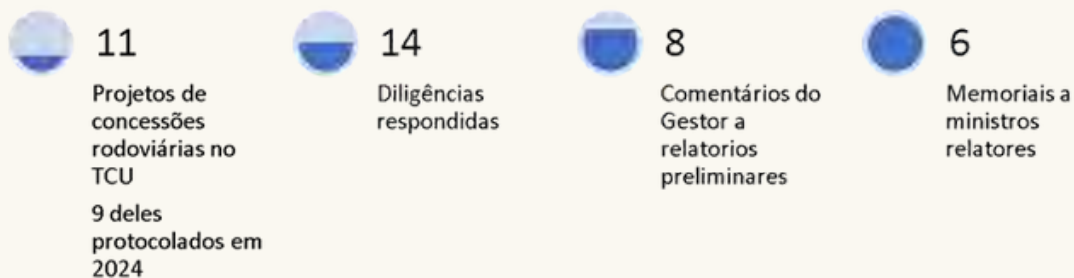 11
Projetos de
concessões
rodoviárias no
TCU
9 deles
protocolados em
2024
14
Diligências
respondidas
8
Comentários do
Gestor a
relatorios
preliminares
6
Memoriais a
ministros
relatores